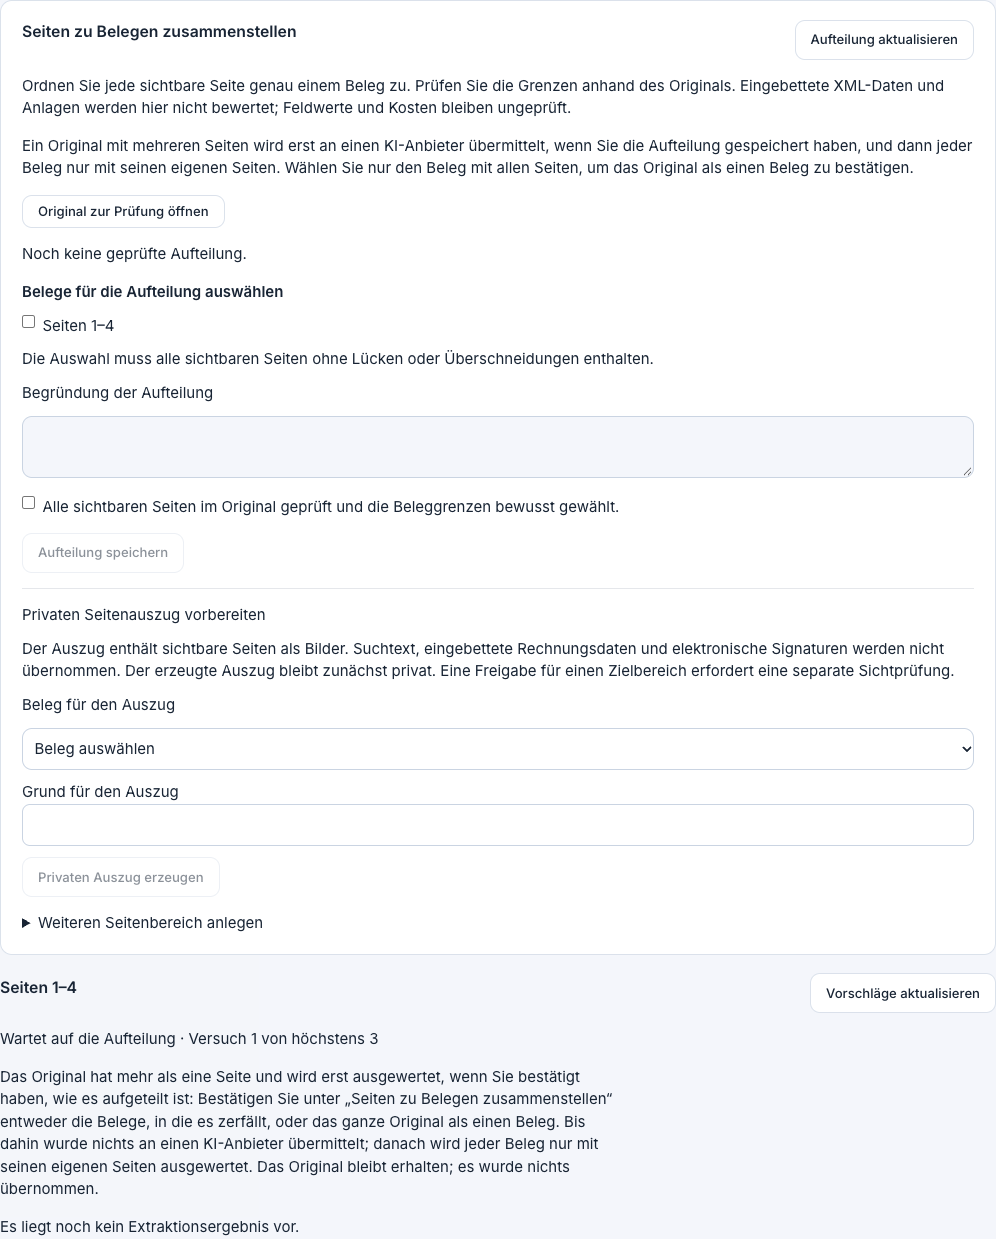 Seiten zu Belegen zusammenstellen
Aufteilung aktualisieren
Ordnen Sie jede sichtbare Seite genau einem Beleg zu. Prüfen Sie die Grenzen anhand des Originals. Eingebettete XML-Daten und
Anlagen werden hier nicht bewertet; Feldwerte und Kosten bleiben ungeprüft.
Ein Original mit mehreren Seiten wird erst an einen KI-Anbieter übermittelt, wenn Sie die Aufteilung gespeichert haben, und dann jeder
Beleg nur mit seinen eigenen Seiten. Wählen Sie nur den Beleg mit allen Seiten, um das Original als einen Beleg zu bestätigen.
Original zur Prüfung öffnen
Noch keine geprüfte Aufteilung.
Belege für die Aufteilung auswählen
Seiten 1–4
Die Auswahl muss alle sichtbaren Seiten ohne Lücken oder Überschneidungen enthalten.
Begründung der Aufteilung
Alle sichtbaren Seiten im Original geprüft und die Beleggrenzen bewusst gewählt.
Aufteilung speichern
Privaten Seitenauszug vorbereiten
Der Auszug enthält sichtbare Seiten als Bilder. Suchtext, eingebettete Rechnungsdaten und elektronische Signaturen werden nicht
übernommen. Der erzeugte Auszug bleibt zunächst privat. Eine Freigabe für einen Zielbereich erfordert eine separate Sichtprüfung.
Beleg für den Auszug
Beleg auswählen
Grund für den Auszug
Privaten Auszug erzeugen
Weiteren Seitenbereich anlegen
Seiten 1–4
Vorschläge aktualisieren
Wartet auf die Aufteilung · Versuch 1 von höchstens 3
Das Original hat mehr als eine Seite und wird erst ausgewertet, wenn Sie bestätigt
haben, wie es aufgeteilt ist: Bestätigen Sie unter „Seiten zu Belegen zusammenstellen“
entweder die Belege, in die es zerfällt, oder das ganze Original als einen Beleg. Bis
dahin wurde nichts an einen KI-Anbieter übermittelt; danach wird jeder Beleg nur mit
seinen eigenen Seiten ausgewertet. Das Original bleibt erhalten; es wurde nichts
übernommen.
Es liegt noch kein Extraktionsergebnis vor.